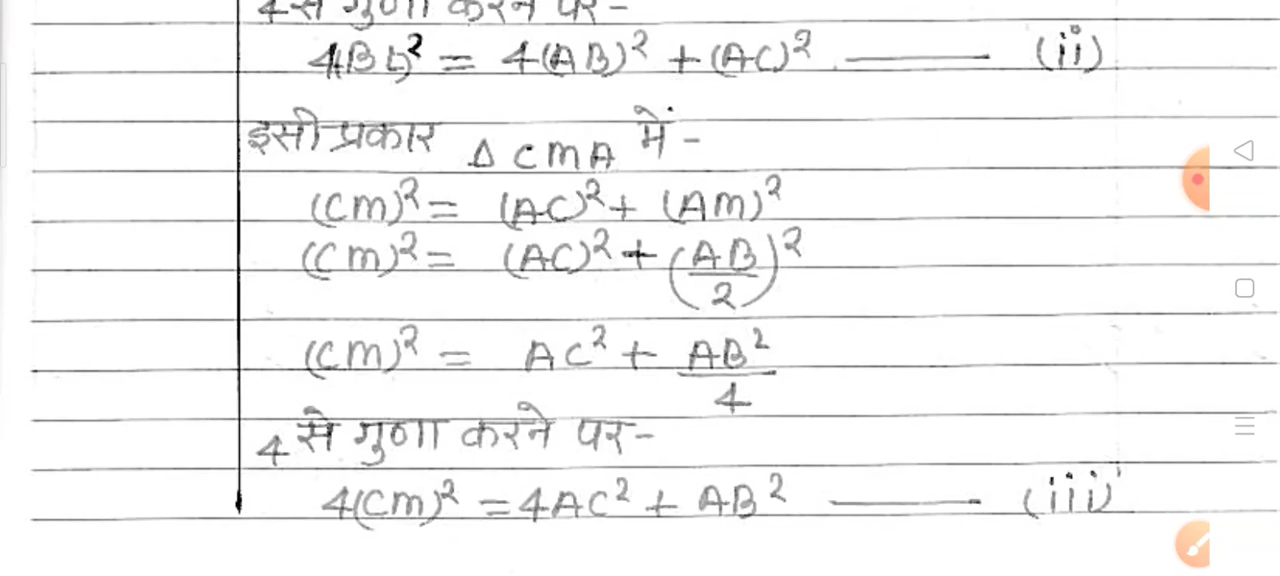 4 से गुणा करने पर-
4(BL)² = 4(AB)² + (AC)² ——— (ii)
इसी प्रकार Δ CMA में -
(CM)² = (AC)² + (AM)²
(CM)² = (AC)² + (AB/2)²
(CM)² = AC² + AB²/4
4 से गुणा करने पर-
4(CM)² = 4AC² + AB² ——— (iii)